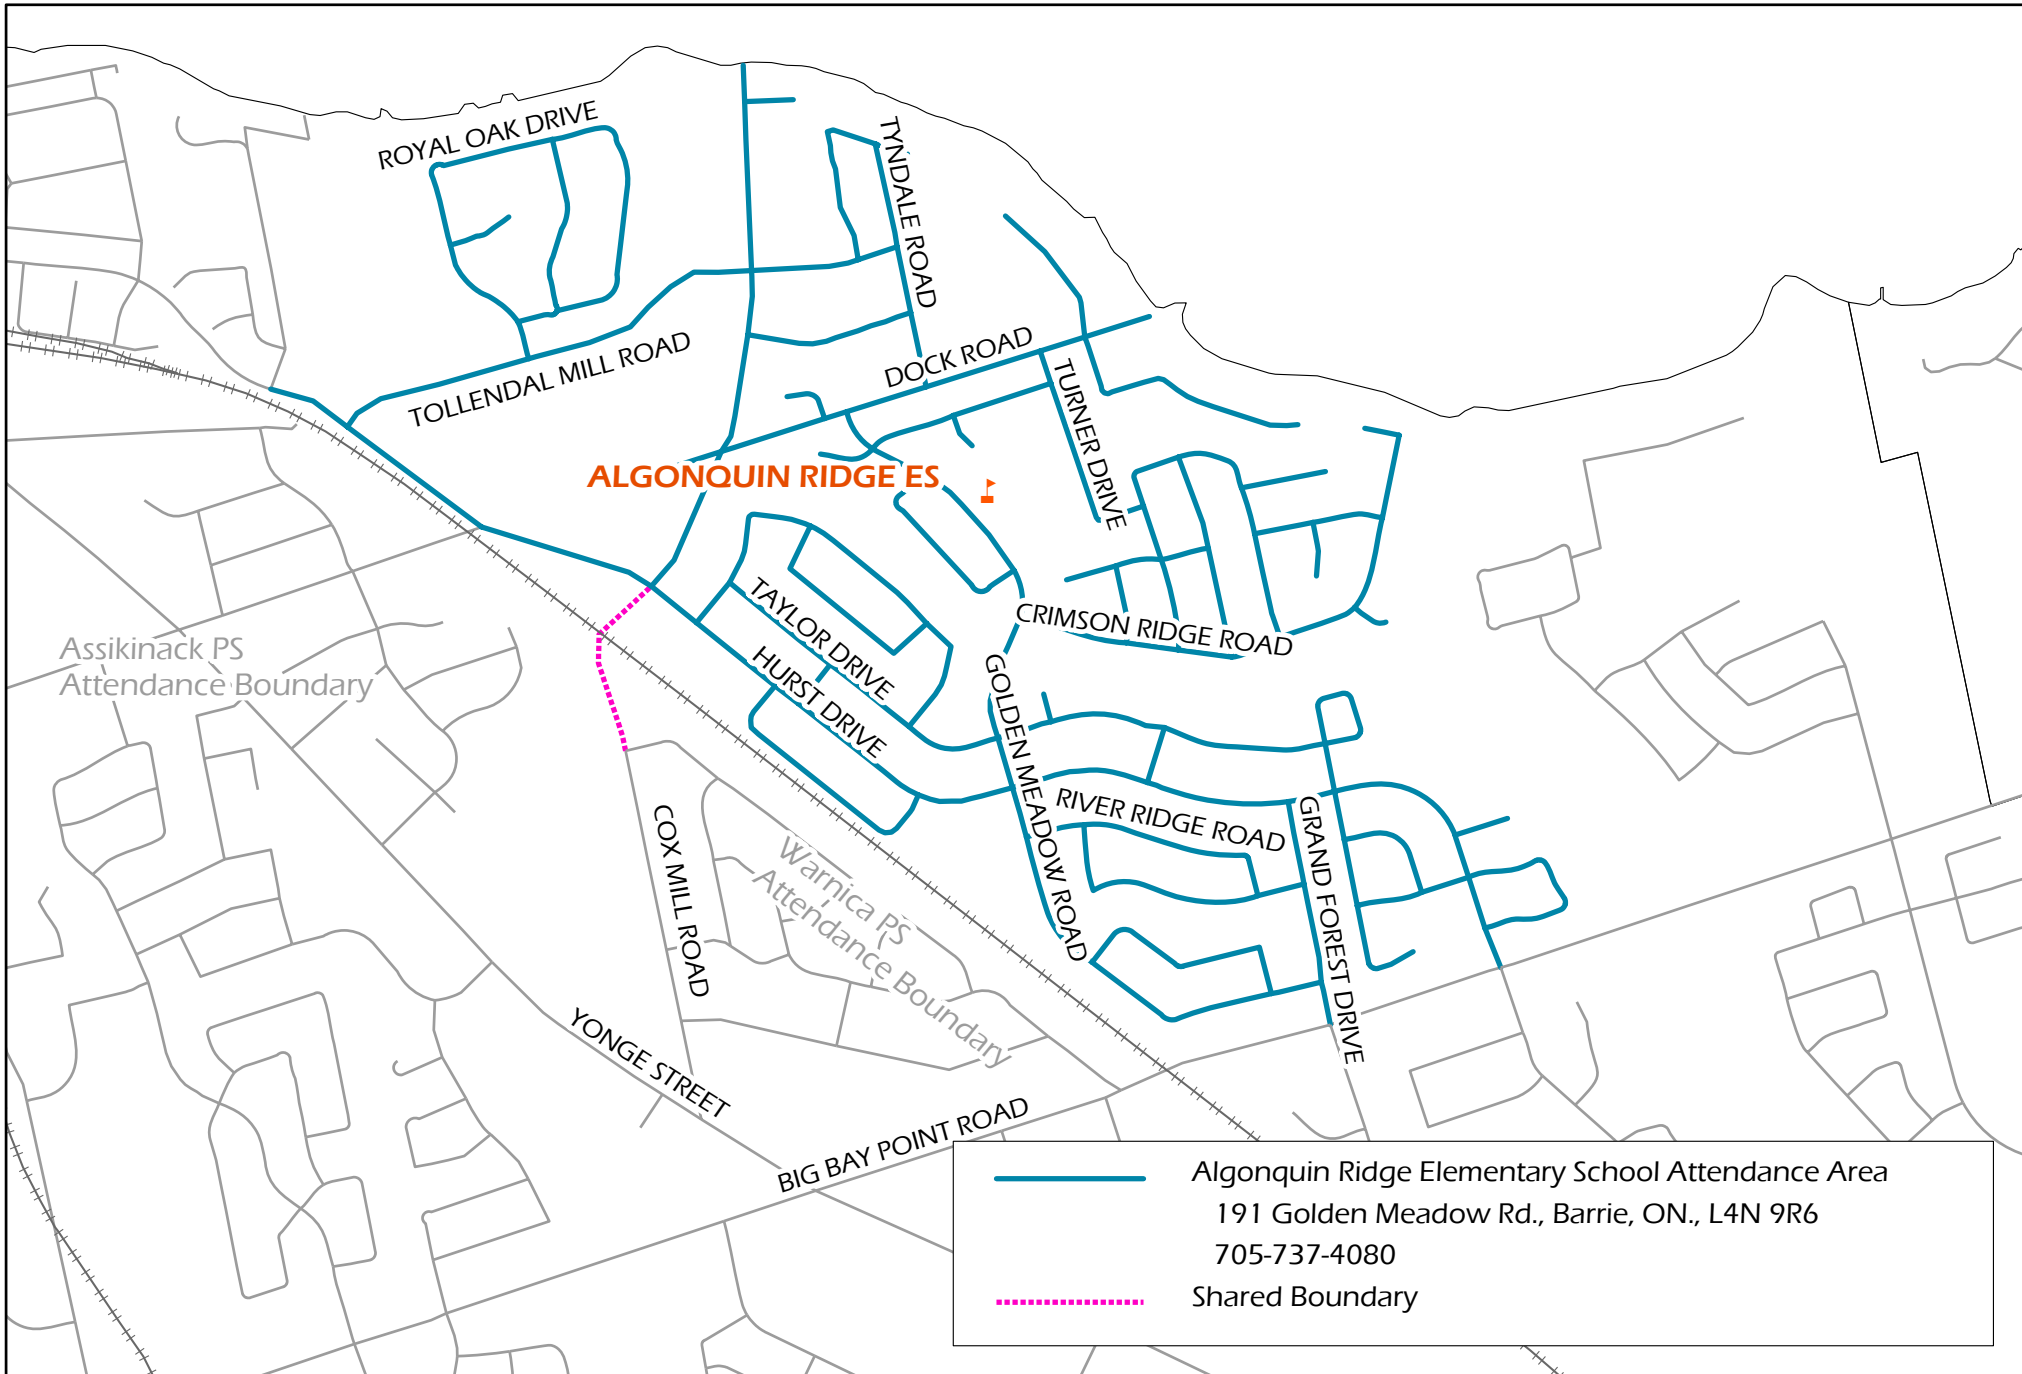 ROYAL OAK DRIVE
TYNDALE ROAD
DOCK ROAD
TOLLENDAL MILL ROAD
TURNER DRIVE
ALGONQUIN RIDGE ES
TAYLOR DRIVE
CRIMSON RIDGE ROAD
Assikinack PS
Attendance Boundary
HURST DRIVE
GOLDEN MEADOW ROAD
RIVER RIDGE ROAD
GRAND FOREST DRIVE
COX MILL ROAD
Warnica PS
Attendance Boundary
YONGE STREET
BIG BAY POINT ROAD
Algonquin Ridge Elementary School Attendance Area
191 Golden Meadow Rd., Barrie, ON., L4N 9R6
705-737-4080
Shared Boundary